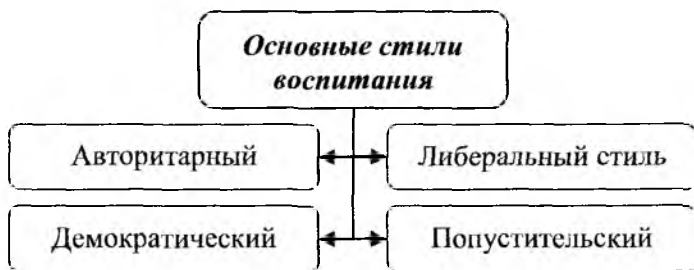 Основные стили
воспитания
Авторитарный
Либеральный стиль
Демократический
Попустительский